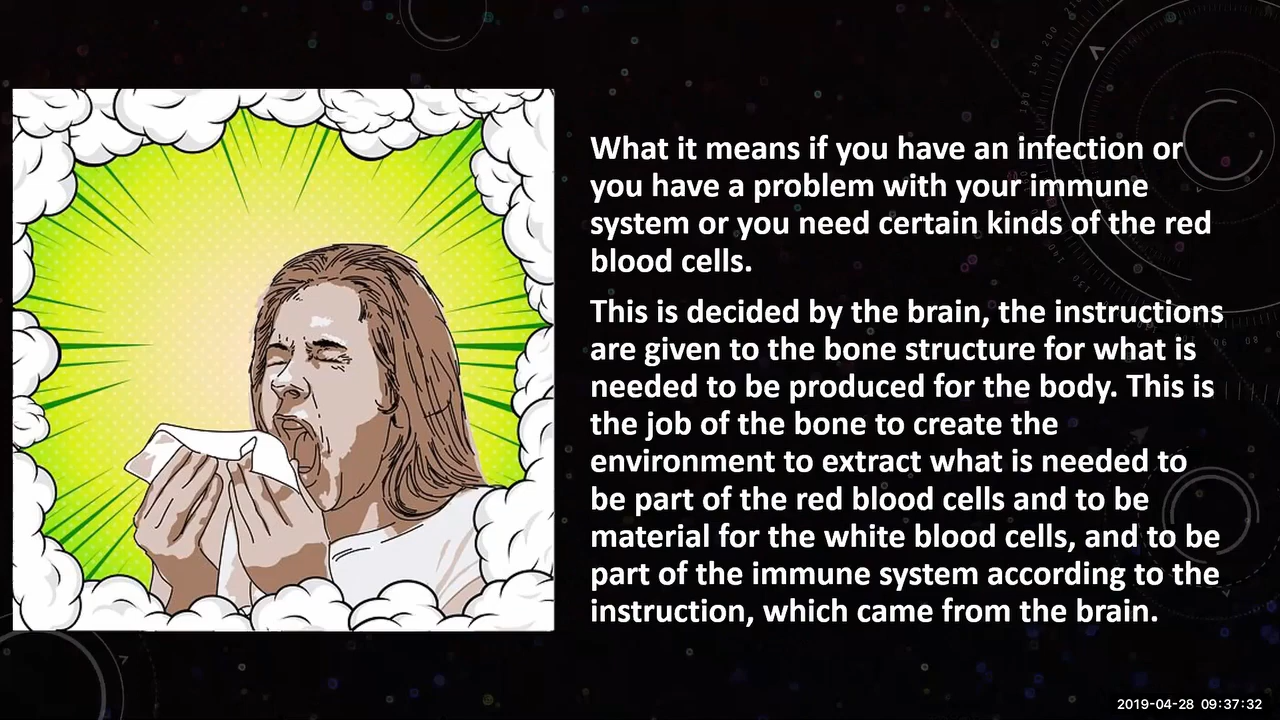 What it means if you have an infection or
you have a problem with your immune
system or you need certain kinds of the red
blood cells.
This is decided by the brain, the instructions
are given to the bone structure for what is
needed to be produced for the body. This is
the job of the bone to create the
environment to extract what is needed to
be part of the red blood cells and to be
material for the white blood cells, and to be
part of the immune system according to the
instruction, which came from the brain.
2019-04-28 09:37:32